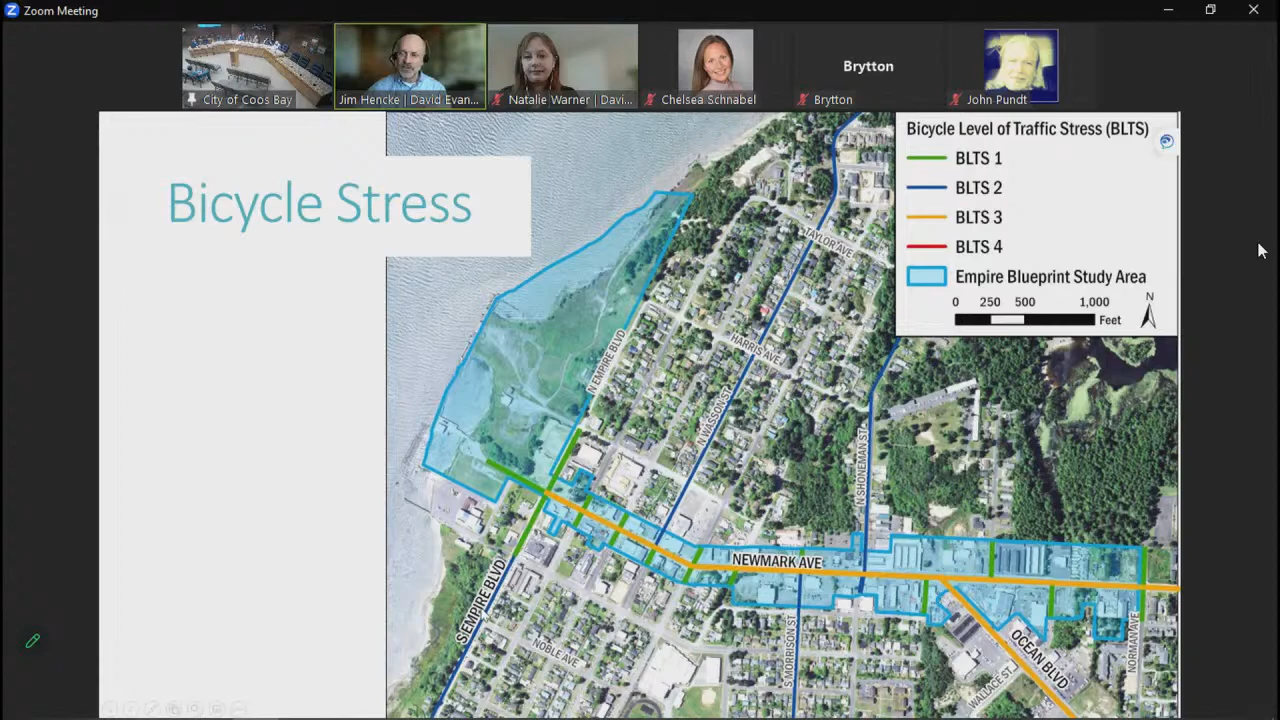 Zoom Meeting
Brytton
City of Coos Bay
Jim Hencke | David Evan...
Natalie Warner | Davi...
Chelsea Schnabel
Brytton
John Pundt
Bicycle Stress
Bicycle Level of Traffic Stress (BLTS)
BLTS 1
BLTS 2
BLTS 3
BLTS 4
Empire Blueprint Study Area
0 250 500 1,000
Feet
N
TAYLOR AVE
HARRIS AVE
N EMPIRE BLVD
N WASSON ST
N SHONEMAN ST
NEWMARK AVE
S EMPIRE BLVD
NOBLE AVE
S MORRISON ST
OCEAN BLVD
WALLACE ST
NORMAN AVE